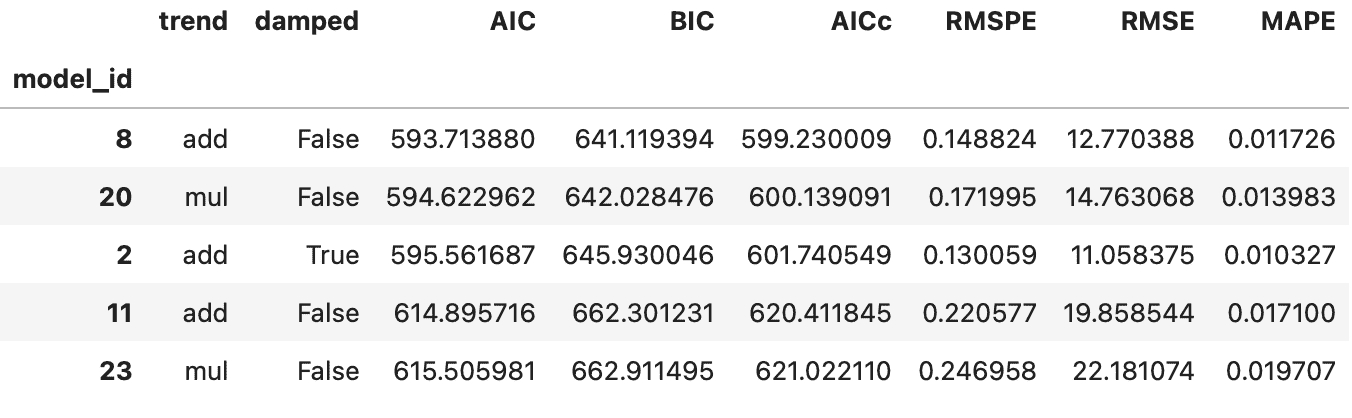 trend damped AIC BIC AICc RMSPE RMSE MAPE
model_id
8 add False 593.713880 641.119394 599.230009 0.148824 12.770388 0.011726
20 mul False 594.622962 642.028476 600.139091 0.171995 14.763068 0.013983
2 add True 595.561687 645.930046 601.740549 0.130059 11.058375 0.010327
11 add False 614.895716 662.301231 620.411845 0.220577 19.858544 0.017100
23 mul False 615.505981 662.911495 621.022110 0.246958 22.181074 0.019707